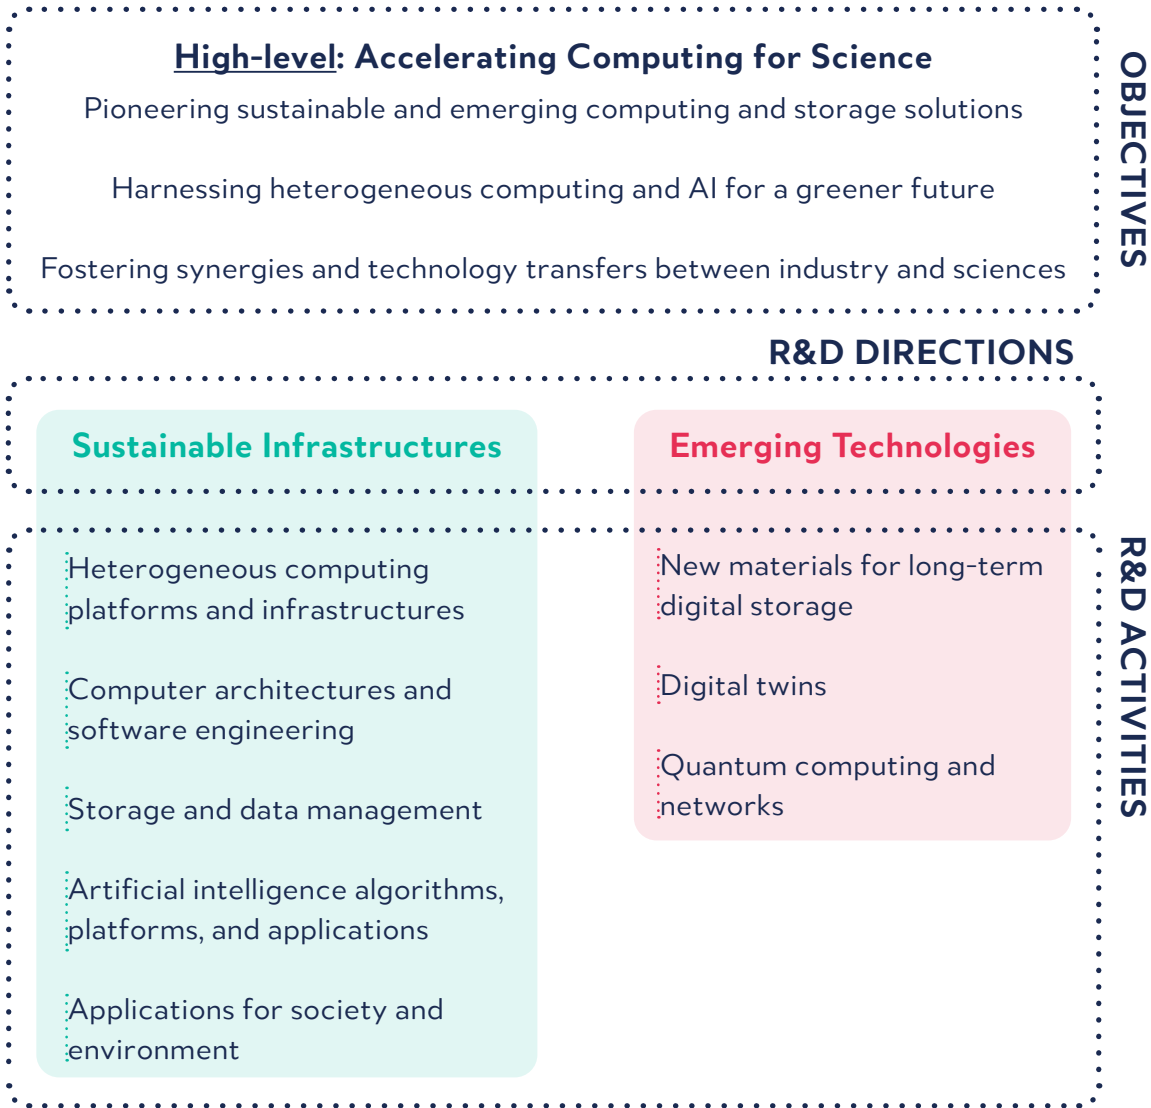 High-level: Accelerating Computing for Science
Pioneering sustainable and emerging computing and storage solutions
Harnessing heterogeneous computing and AI for a greener future
Fostering synergies and technology transfers between industry and sciences
OBJECTIVES
R&D DIRECTIONS
Sustainable Infrastructures
Emerging Technologies
Heterogeneous computing
platforms and infrastructures
Computer architectures and
software engineering
Storage and data management
Artificial intelligence algorithms,
platforms, and applications
Applications for society and
environment
New materials for long-term
digital storage
Digital twins
Quantum computing and
networks
R&D ACTIVITIES